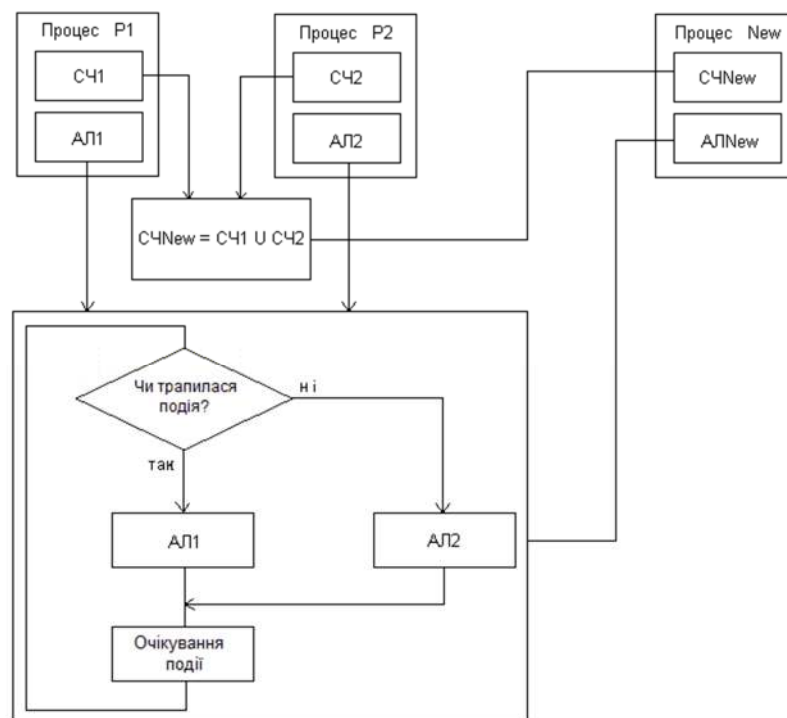 Процес P1
Процес P2
Процес New
СЧ1
СЧ2
СЧNew
АЛ1
АЛ2
АЛNew
СЧNew = СЧ1 U СЧ2
Чи трапилася
подія?
ні
так
АЛ1
АЛ2
Очікування
події